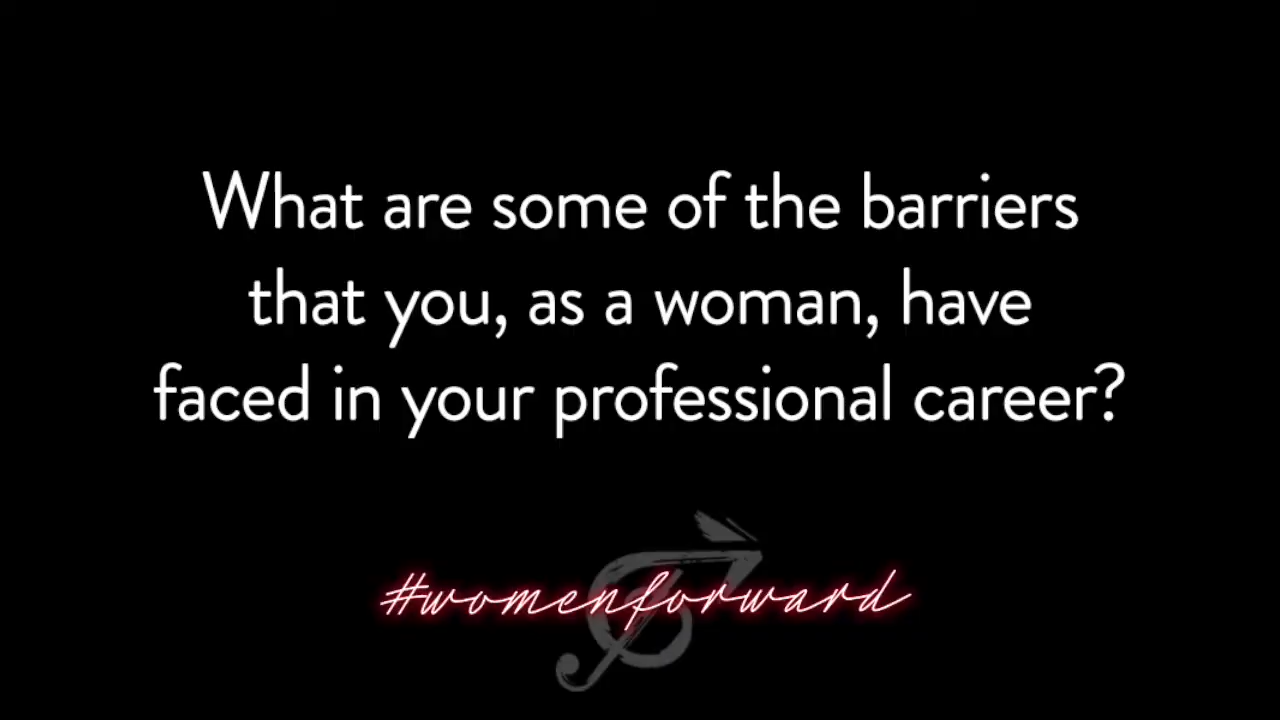 What are some of the barriers
that you, as a woman, have
faced in your professional career?
#womenforward